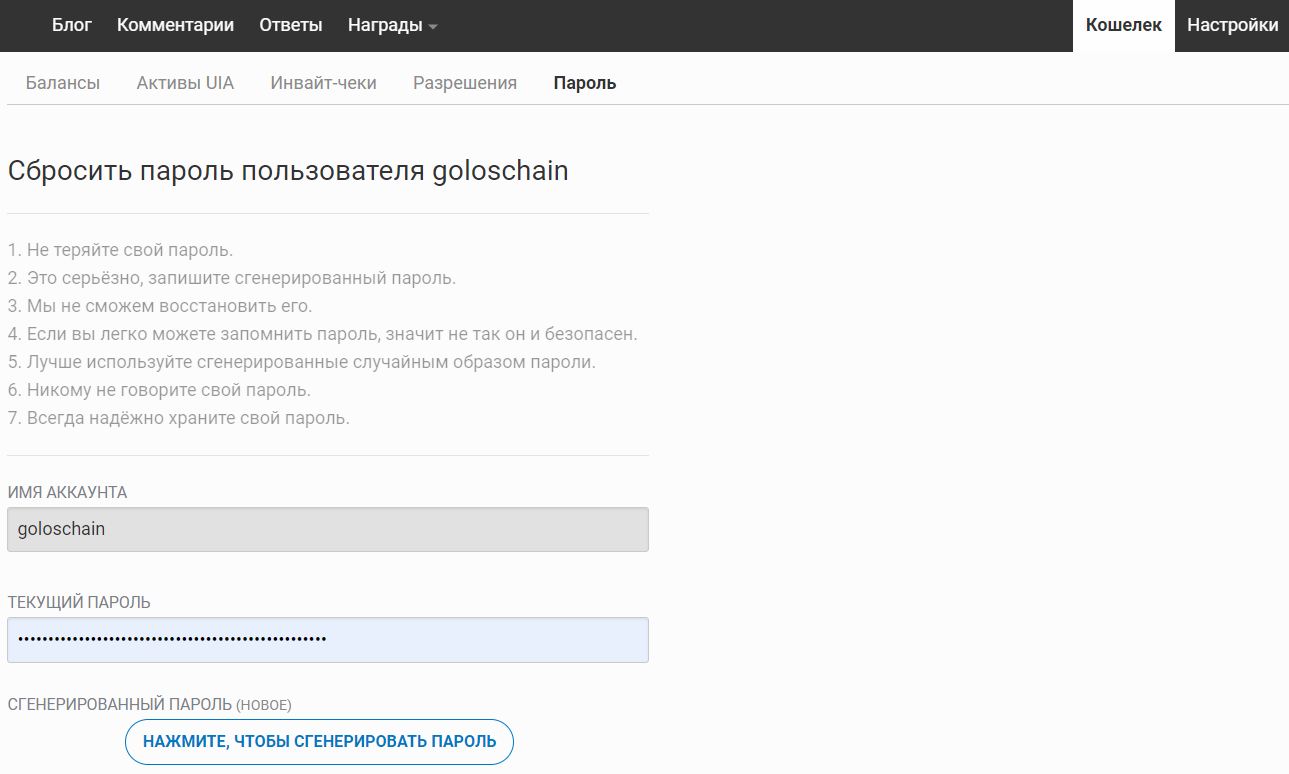 Блог Комментарии Ответы Награды Кошелек Настройки
Балансы Активы UIA Инвайт-чеки Разрешения Пароль
Сбросить пароль пользователя goloschain
1. Не теряйте свой пароль.
2. Это серьёзно, запишите сгенерированный пароль.
3. Мы не сможем восстановить его.
4. Если вы легко можете запомнить пароль, значит не так он и безопасен.
5. Лучше используйте сгенерированные случайным образом пароли.
6. Никому не говорите свой пароль.
7. Всегда надёжно храните свой пароль.
ИМЯ АККАУНТА
goloschain
ТЕКУЩИЙ ПАРОЛЬ
СГЕНЕРИРОВАННЫЙ ПАРОЛЬ (НОВОЕ)
НАЖМИТЕ, ЧТОБЫ СГЕНЕРИРОВАТЬ ПАРОЛЬ